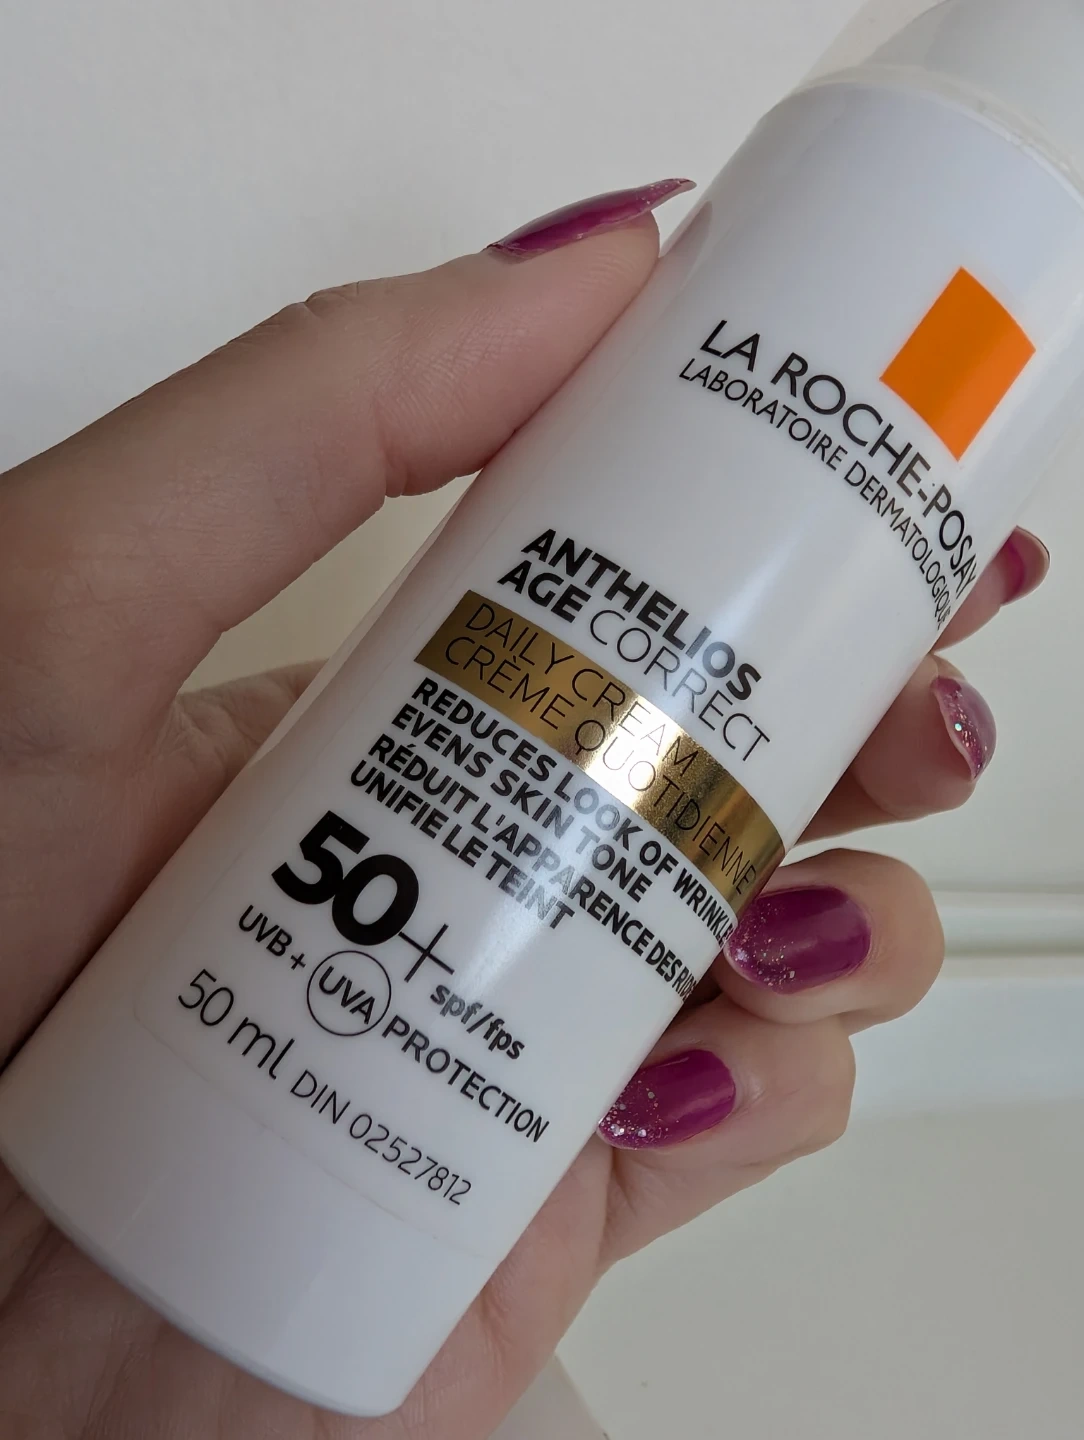 LA ROCHE-POSAY
LABORATOIRE DERMATOLOGIQUE
ANTHELIOS
AGE CORRECT
DAILY CREAM
CRÈME QUOTIDIENNE
REDUCES LOOK OF WRINKLES
EVENS SKIN TONE
RÉDUIT L'APPARENCE DES
UNIFIE LE TEINT
50+ spf/fps
UVB + UVA PROTECTION
50 ml DIN 02527812